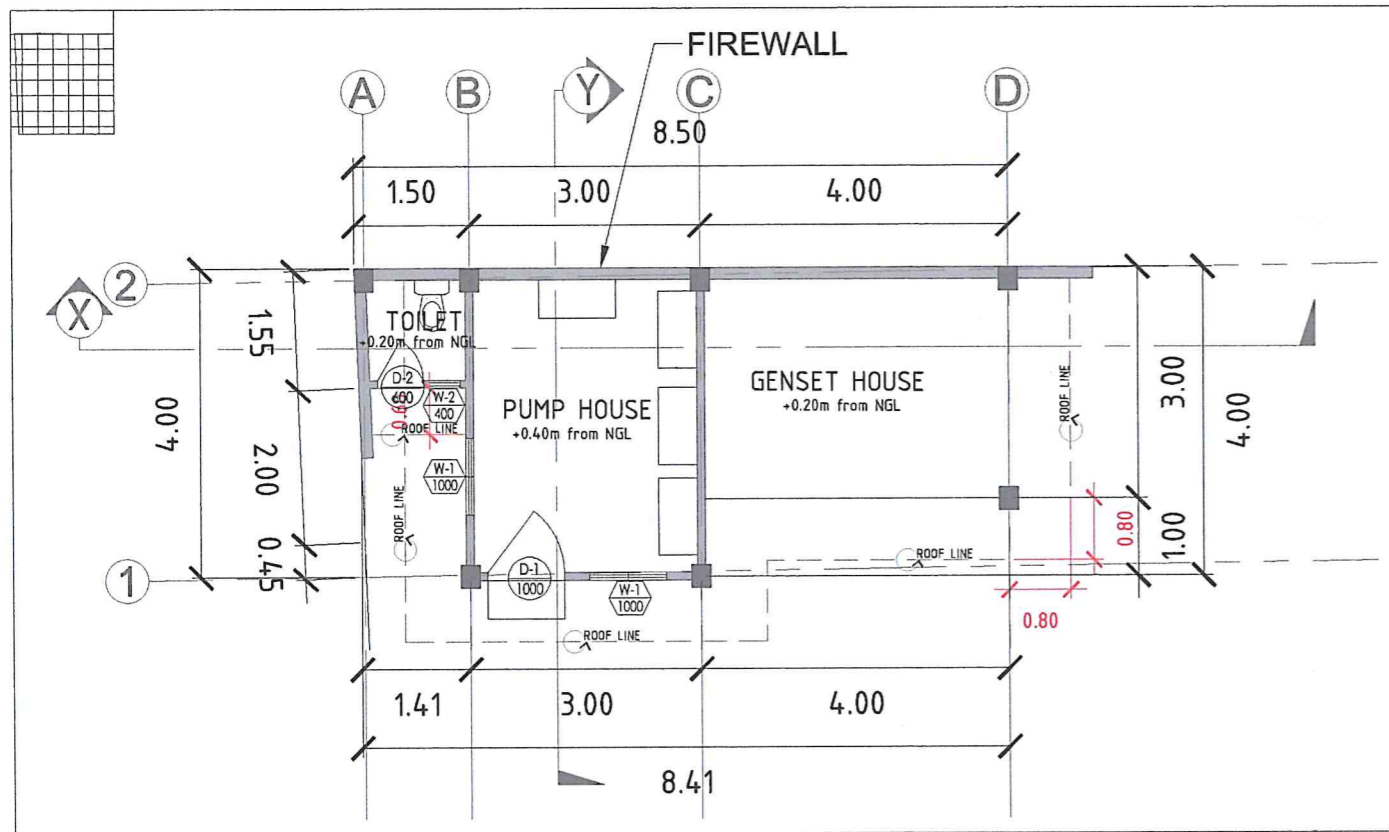 FIREWALL
A
B
Y
C
D
8.50
1.50
3.00
4.00
2
X
1
4.00
1.55
2.00
0.45
TOILET
+0.20m from NGL
D-2
600
W-2
400
ROOF LINE
W-1
1000
ROOF LINE
PUMP HOUSE
+0.40m from NGL
D-1
1000
W-1
1000
ROOF LINE
GENSET HOUSE
+0.20m from NGL
ROOF LINE
ROOF LINE
3.00
1.00
4.00
0.80
0.80
1.41
3.00
4.00
8.41